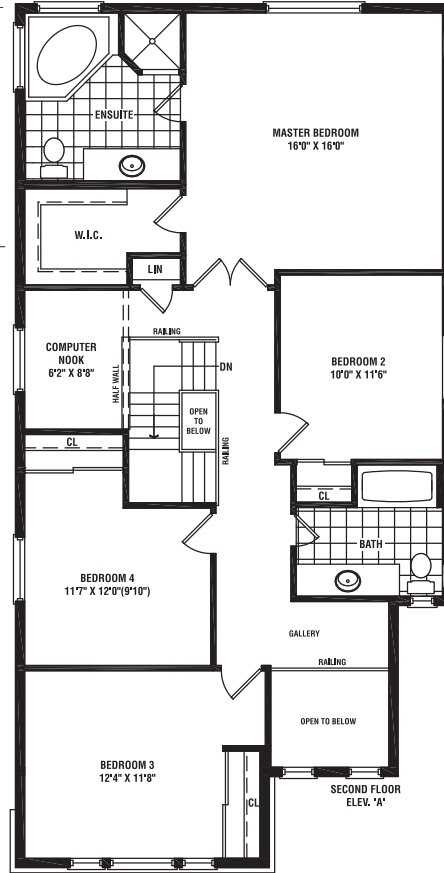 ENSUITE
MASTER BEDROOM
16'0" X 16'0"
W.I.C.
LIN
COMPUTER
NOOK
6'2" X 8'8"
HALF WALL
RAILING
DN
OPEN
TO
BELOW
RAILING
BEDROOM 2
10'0" X 11'6"
CL
CL
BATH
BEDROOM 4
11'7" X 12'0"(9'10")
GALLERY
RAILING
OPEN TO BELOW
BEDROOM 3
12'4" X 11'8"
CL
SECOND FLOOR
ELEV. 'A'